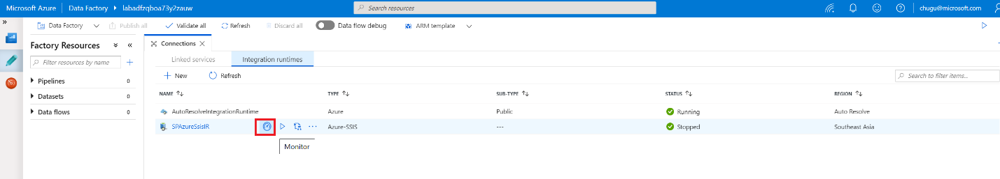 Microsoft Azure | Data Factory ▸ labadfzqboa73y2zauw Search resources chugu@microsoft.com
» Data Factory Publish all Validate all Refresh Discard all Data flow debug ARM template
Factory Resources
Filter resources by name
Pipelines 0
Datasets 0
Data flows 0
Connections
Linked services Integration runtimes
New Refresh Search to filter items...
NAME TYPE SUB-TYPE STATUS REGION
AutoResolveIntegrationRuntime Azure Public Running Auto Resolve
SPAzureSsisIR ... Azure-SSIS --- Stopped Southeast Asia
Monitor